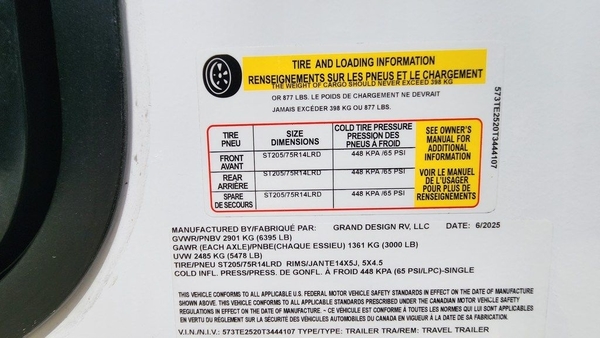 TIRE AND LOADING INFORMATION
RENSEIGNEMENTS SUR LES PNEUS ET LE CHARGEMENT
THE WEIGHT OF CARGO SHOULD NEVER EXCEED 398 KG
OR 877 LBS. LE POIDS DE CHARGEMENT NE DEVRAIT
JAMAIS EXCÉDER 398 KG OU 877 LBS.
TIRE
PNEU
SIZE
DIMENSIONS
COLD TIRE PRESSURE
PRESSION DES
PNEUS À FROID
FRONT
AVANT
ST205/75R14LRD
448 KPA /65 PSI
REAR
ARRIÈRE
ST205/75R14LRD
448 KPA /65 PSI
SPARE
DE SECOURS
ST205/75R14LRD
448 KPA /65 PSI
SEE OWNER'S
MANUAL FOR
ADDITIONAL
INFORMATION
VOIR LE MANUEL
DE L'USAGER
POUR PLUS DE
RENSEIGNEMENTS
573TE2520T3444107
MANUFACTURED BY/FABRIQUÉ PAR: GRAND DESIGN RV, LLC DATE: 6/2025
GVWR/PNBV 2901 KG (6395 LB)
GAWR (EACH AXLE)/PNBE(CHAQUE ESSIEU) 1361 KG (3000 LB)
UVW 2485 KG (5478 LB)
TIRE/PNEU ST205/75R14LRD RIMS/JANTE14X5J, 5X4.5
COLD INFL. PRESS/PRESS. DE GONFL. À FROID 448 KPA (65 PSI/LPC)-SINGLE
THIS VEHICLE CONFORMS TO ALL APPLICABLE U.S. FEDERAL MOTOR VEHICLE SAFETY STANDARDS IN EFFECT ON THE DATE OF MANUFACTURE
SHOWN ABOVE. THIS VEHICLE CONFORMS TO ALL APPLICABLE STANDARDS PRESCRIBED UNDER THE CANADIAN MOTOR VEHICLE SAFETY
REGULATIONS IN EFFECT ON THE DATE OF MANUFACTURE. ~ CE VÉHICULE EST CONFORME À TOUTES LES NORMES QUI LUI SONT APPLICABLES
EN VERTU DU RÈGLEMENT SUR LA SÉCURITÉ DES VÉHICULES AUTOMOBILES DU CANADA EN VIGUEUR À LA DATE DE SA FABRICATION.
V.I.N./N.I.V.: 573TE2520T3444107 TYPE/TYPE: TRAILER TRA/REM: TRAVEL TRAILER